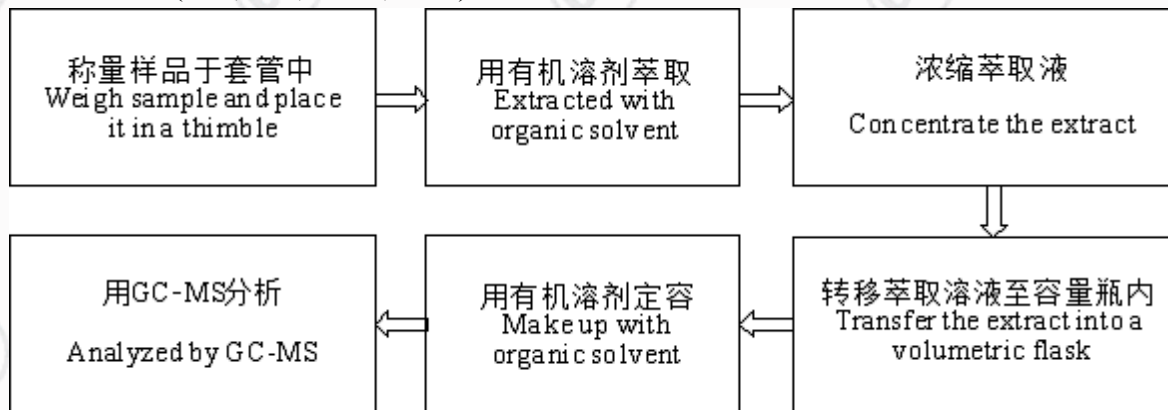 称量样品于套管中
Weigh sample and place
it in a thimble
用有机溶剂萃取
Extracted with
organic solvent
浓缩萃取液
Concentrate the extract
转移萃取溶液至容量瓶内
Transfer the extract into a
volumetric flask
用有机溶剂定容
Make up with
organic solvent
用GC-MS分析
Analyzed by GC-MS